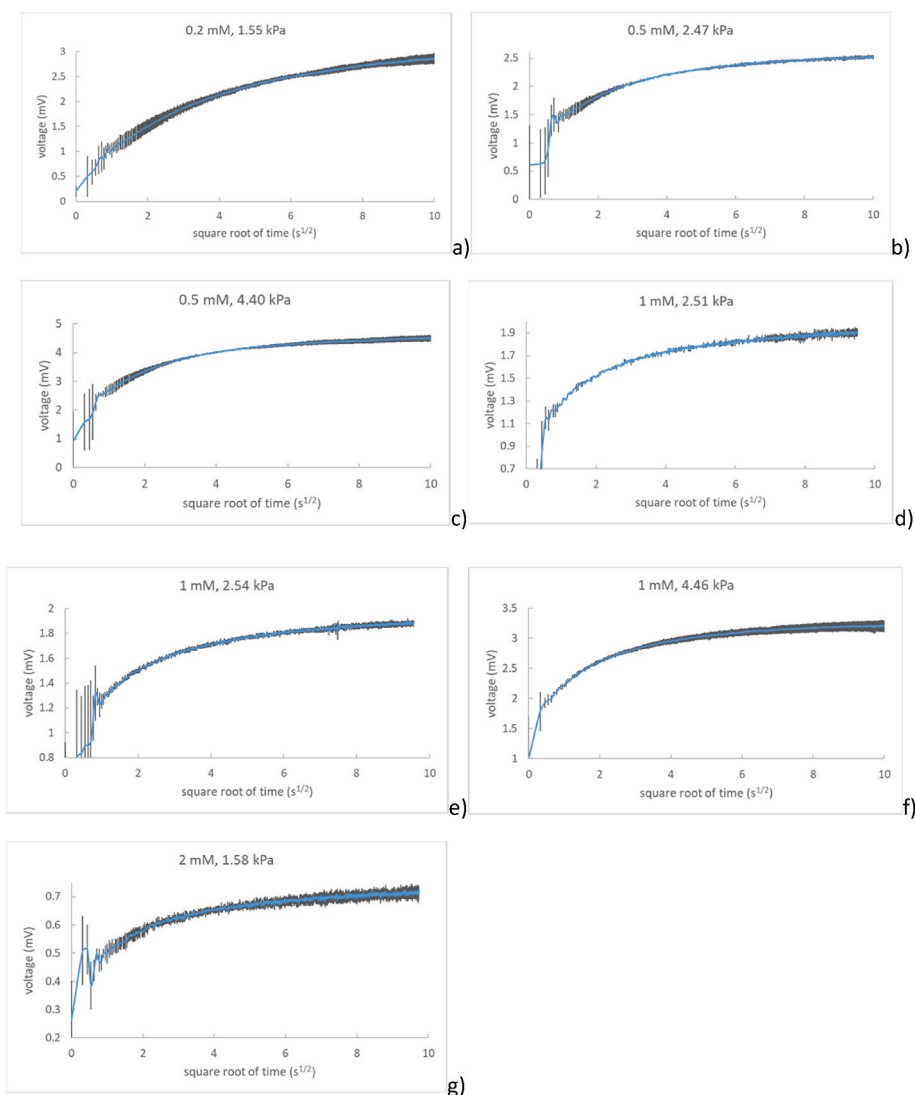 0.2 mM, 1.55 kPa
3
2.5
2
1.5
1
0.5
0
voltage (mV)
0 2 4 6 8 10
square root of time (s1/2)
a)
0.5 mM, 2.47 kPa
2.5
2
1.5
1
0.5
0
voltage (mV)
0 2 4 6 8 10
square root of time (s1/2)
b)
0.5 mM, 4.40 kPa
5
4
3
2
1
0
voltage (mV)
0 2 4 6 8 10
square root of time (s1/2)
c)
1 mM, 2.51 kPa
1.9
1.7
1.5
1.3
1.1
0.9
0.7
voltage (mV)
0 2 4 6 8 10
square root of time (s1/2)
d)
1 mM, 2.54 kPa
2
1.8
1.6
1.4
1.2
1
0.8
voltage (mV)
0 2 4 6 8 10
square root of time (s1/2)
e)
1 mM, 4.46 kPa
3.5
3
2.5
2
1.5
1
voltage (mV)
0 2 4 6 8 10
square root of time (s1/2)
f)
2 mM, 1.58 kPa
0.7
0.6
0.5
0.4
0.3
0.2
voltage (mV)
0 2 4 6 8 10
square root of time (s1/2)
g)